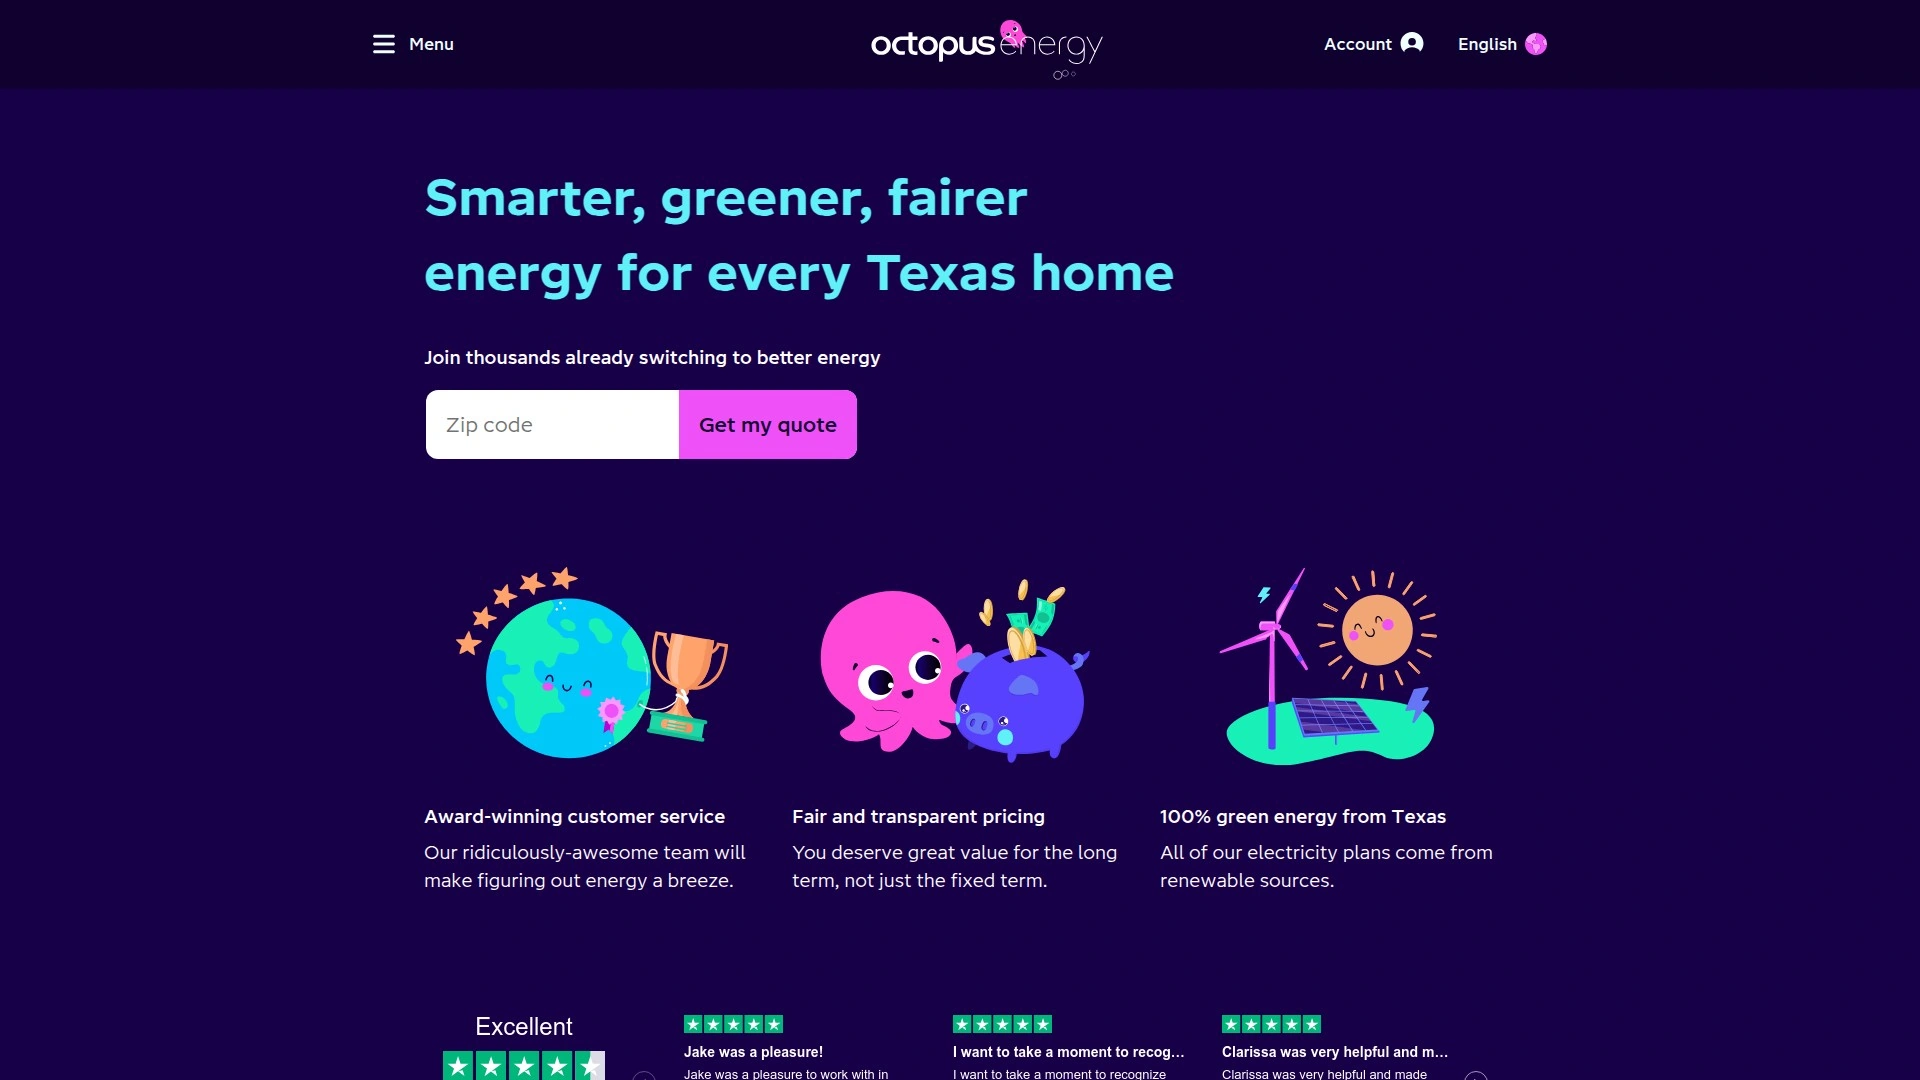 Menu
octopus energy
Account
English
Smarter, greener, fairer
energy for every Texas home
Join thousands already switching to better energy
Zip code
Get my quote
Award-winning customer service
Our ridiculously-awesome team will
make figuring out energy a breeze.
Fair and transparent pricing
You deserve great value for the long
term, not just the fixed term.
100% green energy from Texas
All of our electricity plans come from
renewable sources.
Excellent
Jake was a pleasure!
Jake was a pleasure to work with in
I want to take a moment to recog...
I want to take a moment to recognize
Clarissa was very helpful and m...
Clarissa was very helpful and made